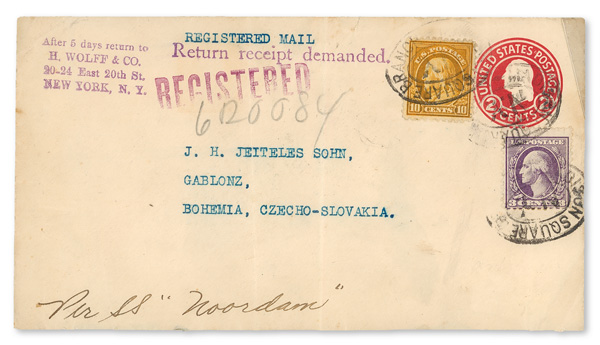 REGISTERED MAIL
After 5 days return to
H. WOLFF & CO.
20-24 East 20th St.
NEW YORK, N. Y.
Return receipt demanded.
REGISTERED
620084
U.S. POSTAGE
10 CENTS 10
UNITED STATES POSTAGE
2 CENTS 2
SQUARE
U.S. POSTAGE
3 CENTS 3
ON SQUARE
J. H. JEITELES SOHN,
GABLONZ,
BOHEMIA, CZECHO-SLOVAKIA.
Per SS "Noordam"